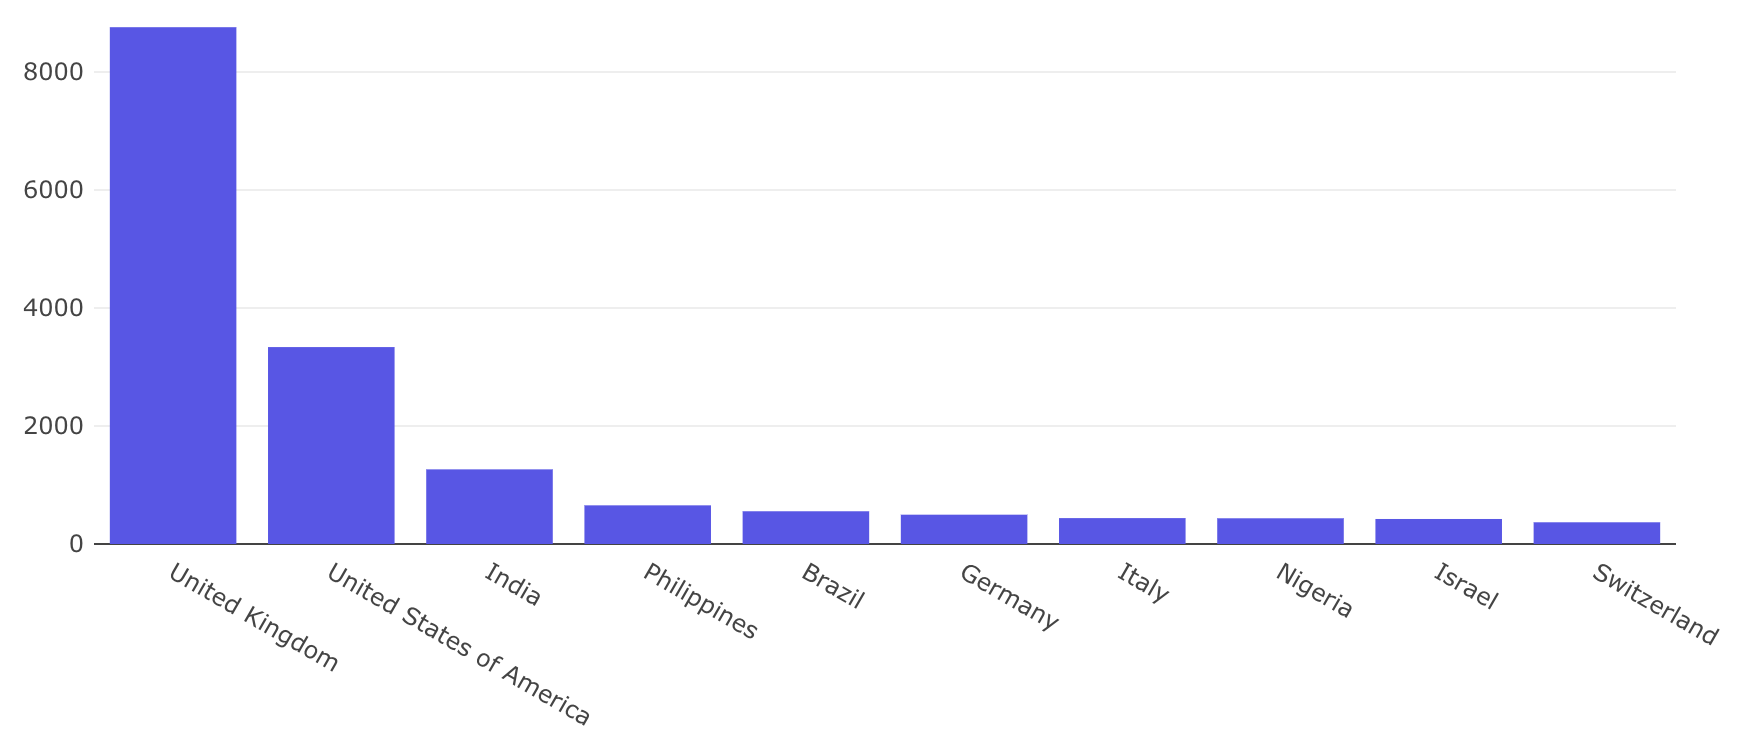 8000
6000
4000
2000
0
United Kingdom
United States of America
India
Philippines
Brazil
Germany
Italy
Nigeria
Israel
Switzerland